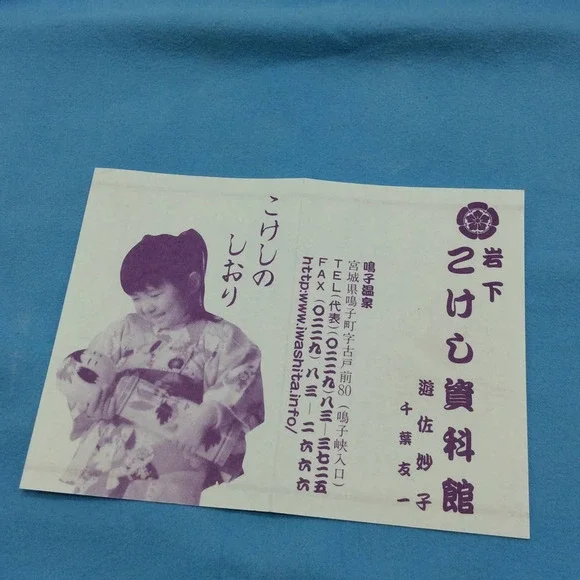 岩下
こけし資料館
遊佐妙子
千葉友一
鳴子温泉
宮城県鳴子町字古戸前80（鳴子峡入口）
TEL(代表)(〇二二九)八三―三七二五
FAX(〇二二九)八三―二六六六
http:www.iwashita.info/
こけしの
しおり